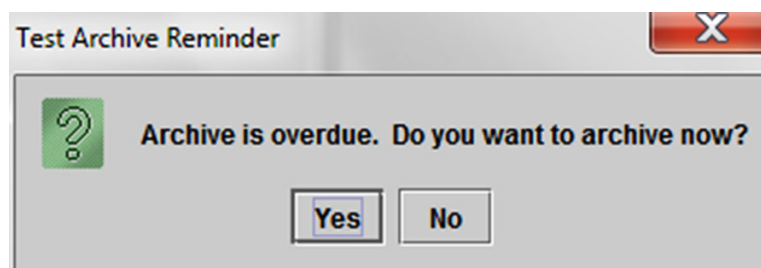 Test Archive Reminder
Archive is overdue. Do you want to archive now?
Yes No